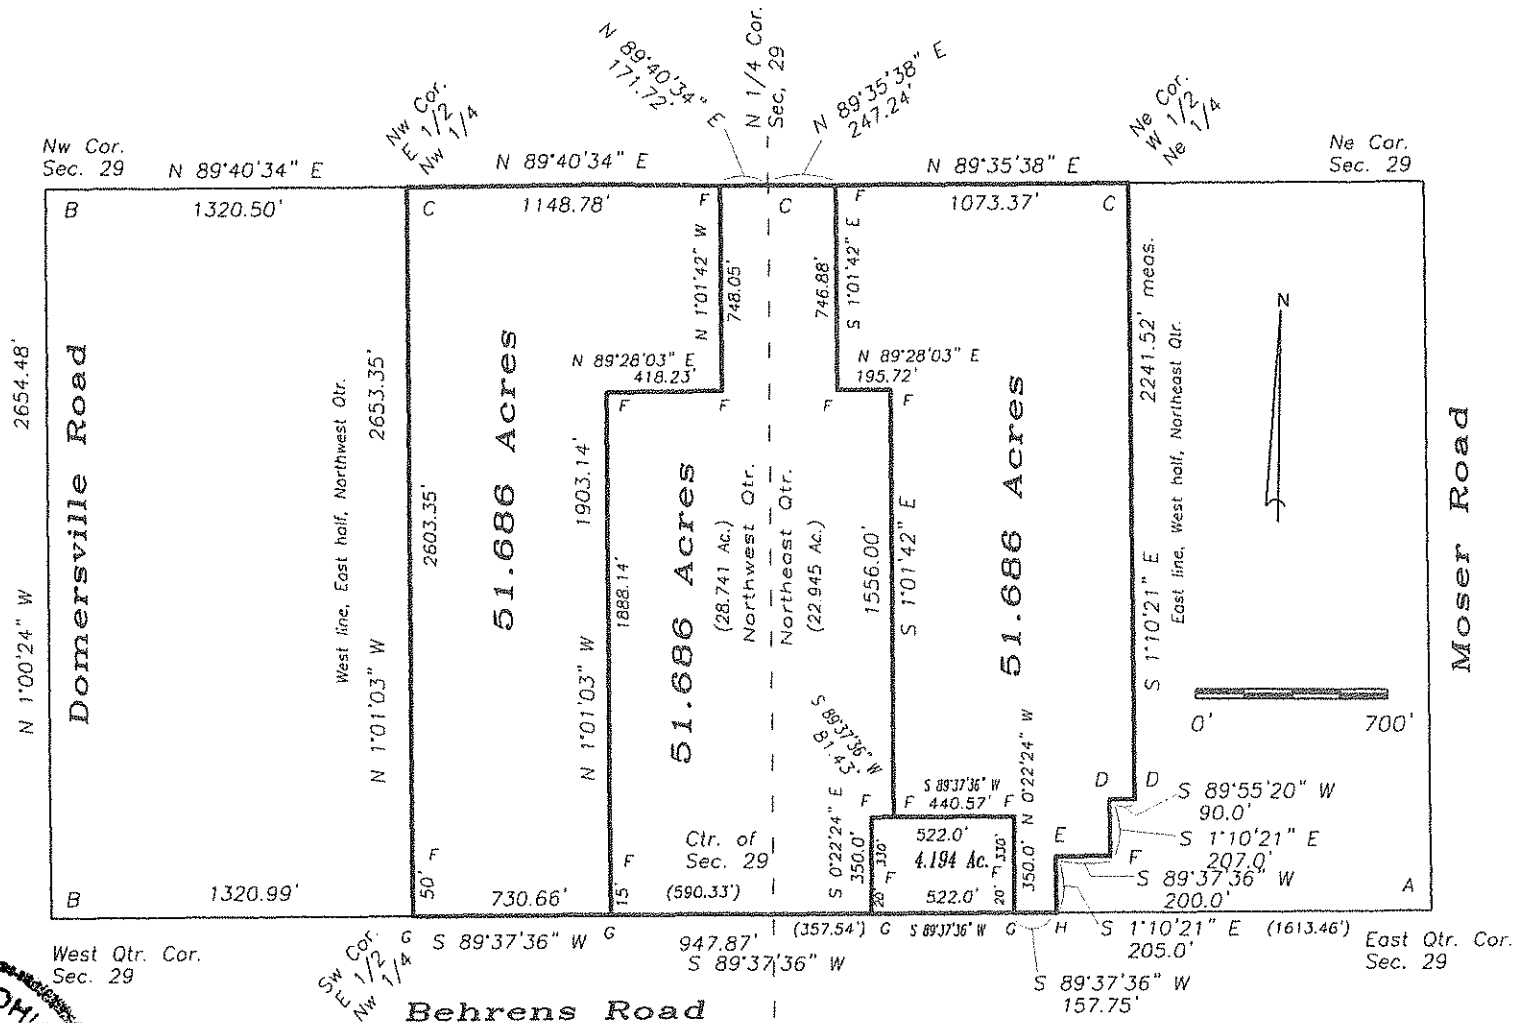 N 89°40'34" E
171.72'
N 1/4 Cor.
Sec, 29
N 89°35'38" E
247.24'
Nw Cor.
E 1/2
Nw 1/4
Ne Cor.
W 1/2
Ne 1/4
Nw Cor.
Sec. 29
N 89°40'34" E
N 89°40'34" E
N 89°35'38" E
Ne Cor.
Sec. 29
B
1320.50'
C
1148.78'
F
C
F
1073.37'
C
N 1°01'42" W
748.05'
746.88'
S 1°01'42" E
2241.52' meas.
N
2654.48'
Domersville Road
N 1°00'24" W
West line, East half, Northwest Qtr.
2653.35'
N 1°01'03" W
2603.35'
51.686 Acres
N 89°28'03" E
418.23'
N 89°28'03" E
195.72'
F
F
F
F
1903.14'
N 1°01'03" W
1888.14'
51.686 Acres
(28.741 Ac.)
Northwest Qtr.
Northeast Qtr.
(22.945 Ac.)
1556.00'
S 1°01'42" E
51.686 Acres
S 1°10'21" E
East line, West half, Northeast Qtr.
Moser Road
0'
700'
S 89°37'36" W
81.43'
S 89°37'36" W
F
F
440.57'
F
D
D
S 89°55'20" W
90.0'
S 1°10'21" E
207.0'
E
F
S 89°37'36" W
200.0'
S 0°22'24" E
350.0'
330'
F
20'
522.0'
4.194 Ac.
522.0'
330'
F
20'
350.0'
N 0°22'24" W
Ctr. of
Sec. 29
F
50'
F
15'
B
1320.99'
730.66'
(590.33')
A
West Qtr. Cor.
Sec. 29
G
S 89°37'36" W
G
947.87'
S 89°37'36" W
(357.54')
G
S 89°37'36" W
G
H
S 1°10'21" E
205.0'
(1613.46')
East Qtr. Cor.
Sec. 29
S 89°37'36" W
157.75'
Sw Cor.
E 1/2
Nw 1/4
Behrens Road
OHI